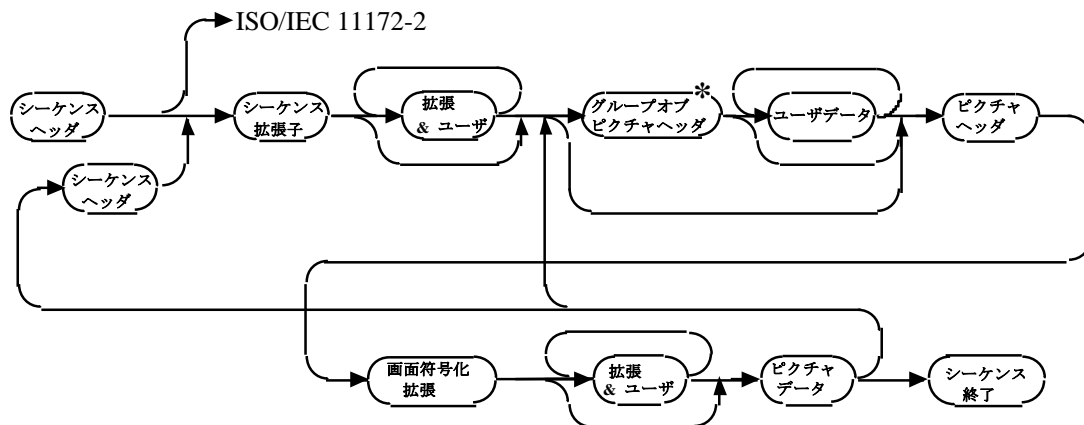 ISO/IEC 11172-2
シーケンス
ヘッダ
シーケンス
拡張子
拡張
& ユーザ
グループオブ
ピクチャヘッダ
*
ユーザデータ
ピクチャ
ヘッダ
シーケンス
ヘッダ
画面符号化
拡張
拡張
& ユーザ
ピクチャ
データ
シーケンス
終了